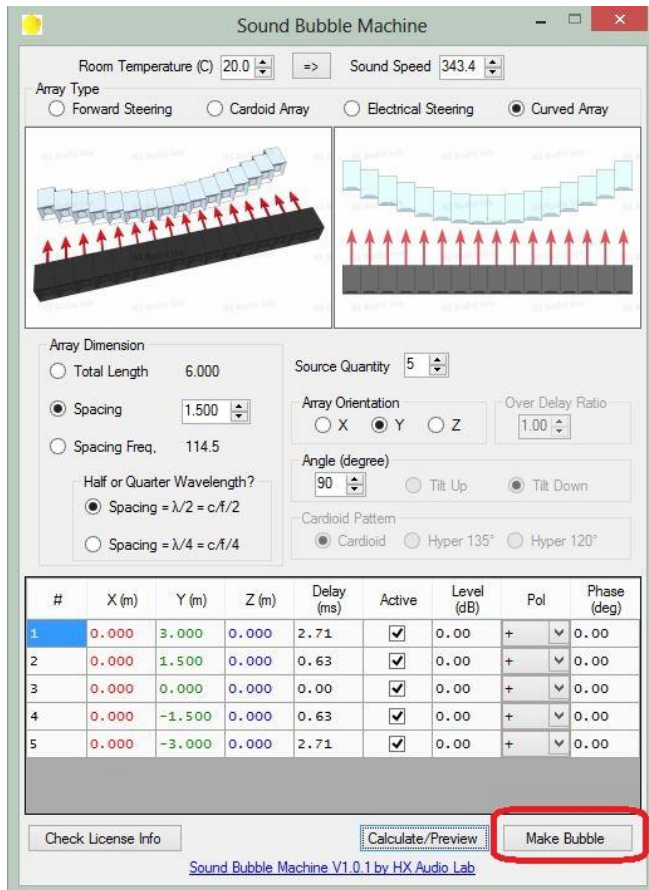 Sound Bubble Machine
Room Temperature (C) 20.0 => Sound Speed 343.4
Array Type
Forward Steering Cardoid Array Electrical Steering Curved Array
Array Dimension
Total Length 6.000
Source Quantity 5
Spacing 1.500
Array Orientation
X Y Z
Over Delay Ratio
1.00
Spacing Freq, 114.5
Half or Quarter Wavelength?
Spacing = λ/2 = c/f/2
Spacing = λ/4 = c/f/4
Angle (degree)
90 Tilt Up Tilt Down
Cardioid Pattern
Cardioid Hyper 135° Hyper 120°
# X (m) Y (m) Z (m) Delay (ms) Active Level (dB) Pol Phase (deg)
1 0.000 3.000 0.000 2.71 0.00 + 0.00
2 0.000 1.500 0.000 0.63 0.00 + 0.00
3 0.000 0.000 0.000 0.00 0.00 + 0.00
4 0.000 -1.500 0.000 0.63 0.00 + 0.00
5 0.000 -3.000 0.000 2.71 0.00 + 0.00
Check License Info Calculate/Preview Make Bubble
Sound Bubble Machine V1.0.1 by HX Audio Lab